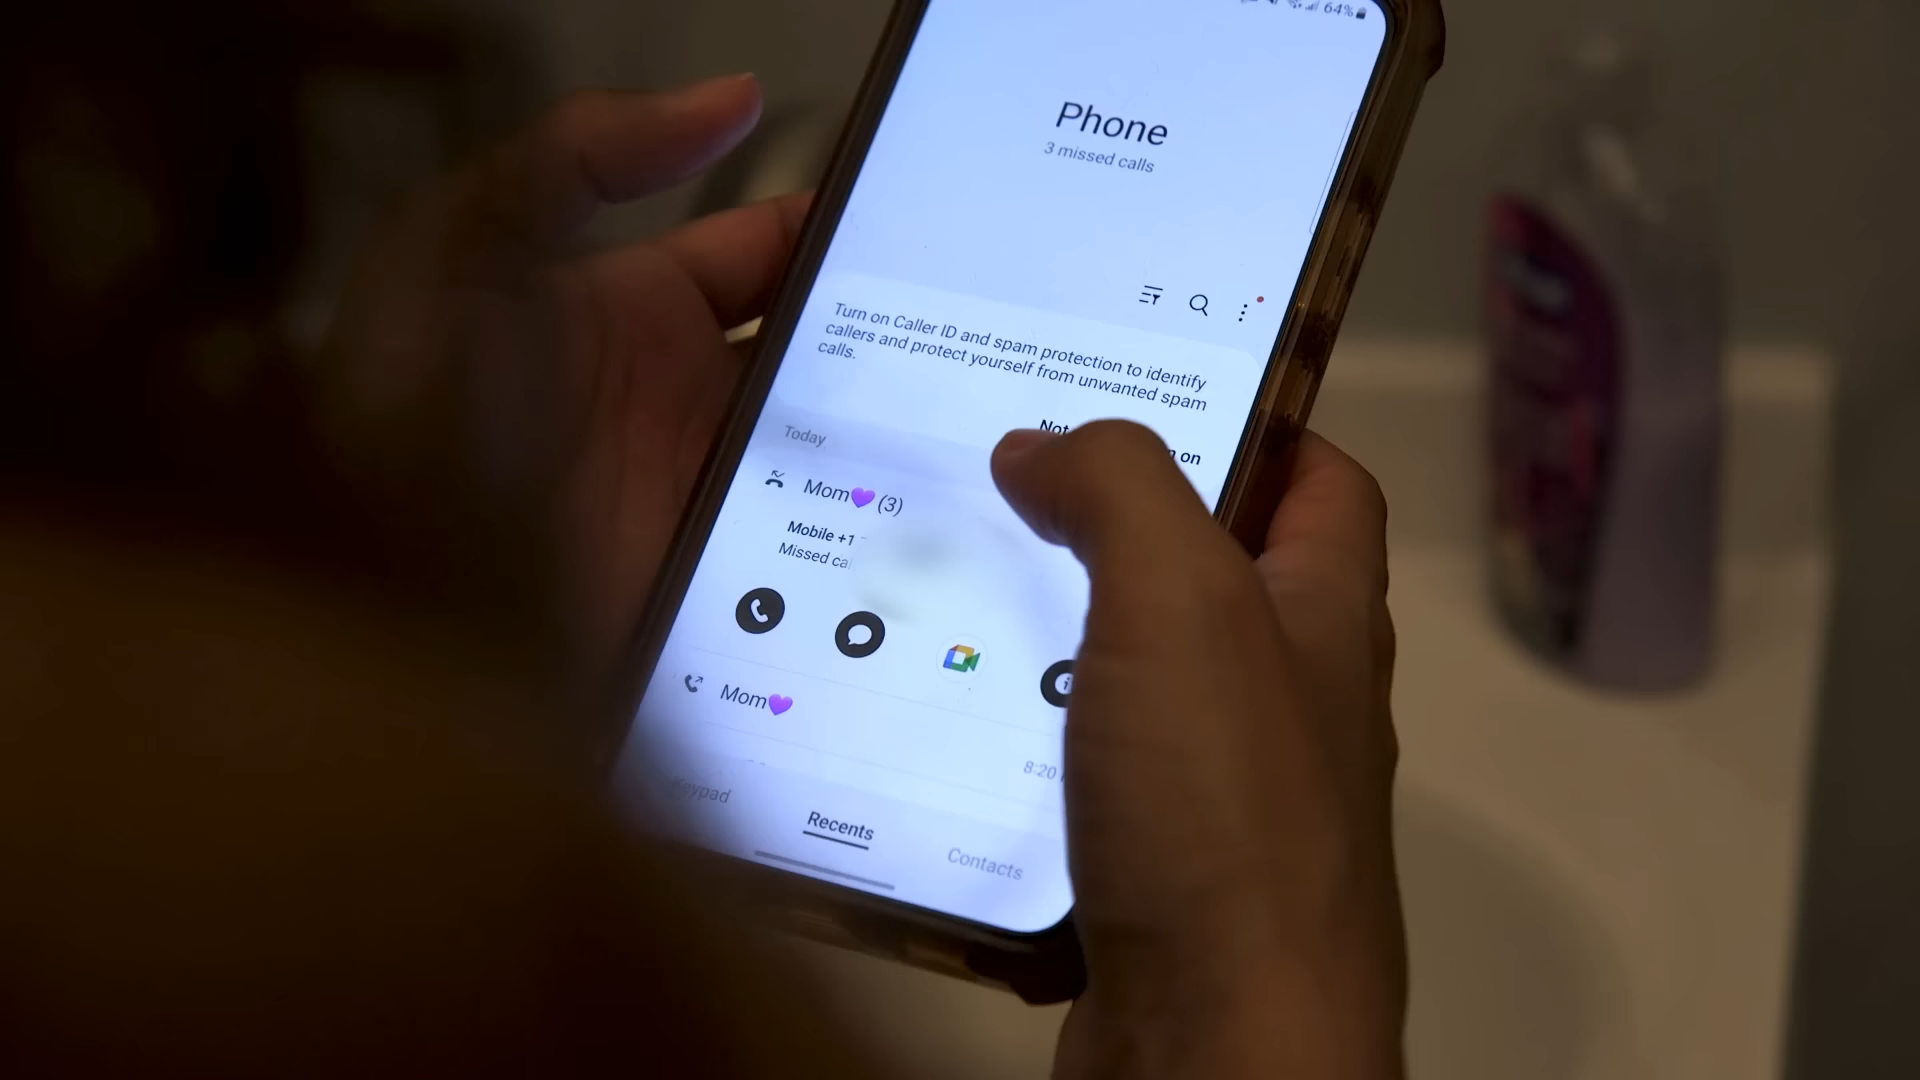 64%
Phone
3 missed calls
Turn on Caller ID and spam protection to identify
callers and protect yourself from unwanted spam
calls.
Not
on
Today
Mom💜 (3)
Mobile +1
Missed ca
Mom💜
8:20
Keypad
Recents
Contacts